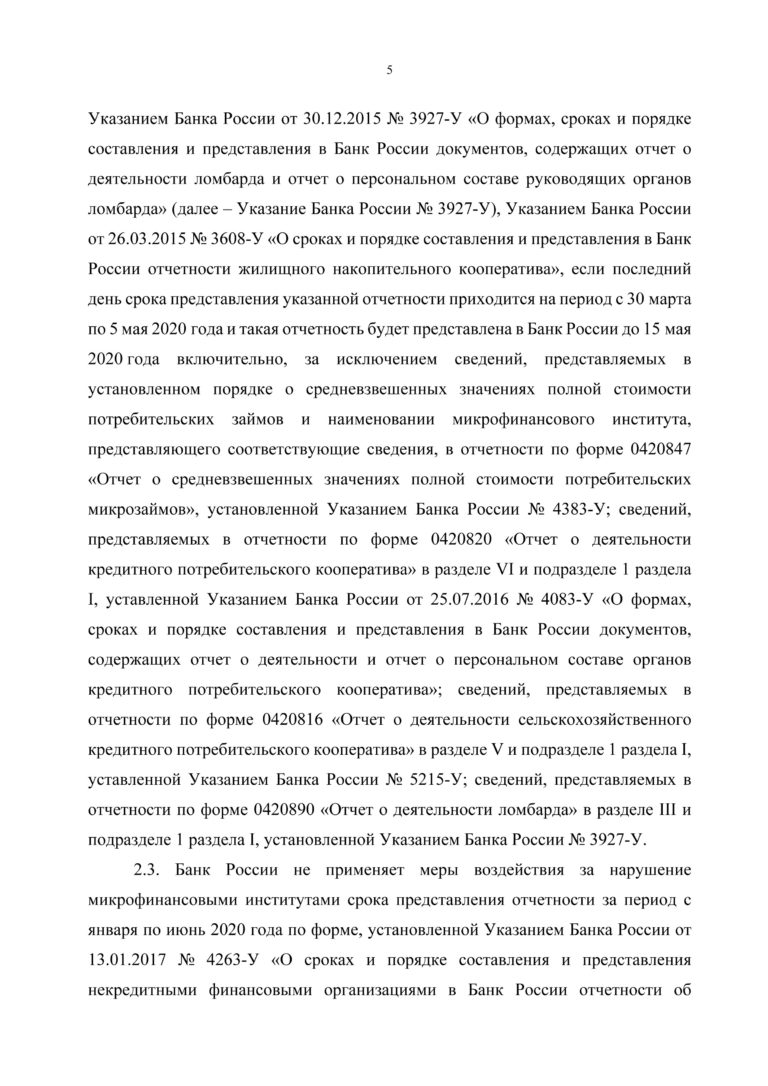 5
Указанием Банка России от 30.12.2015 № 3927-У «О формах, сроках и порядке
составления и представления в Банк России документов, содержащих отчет о
деятельности ломбарда и отчет о персональном составе руководящих органов
ломбарда» (далее – Указание Банка России № 3927-У), Указанием Банка России
от 26.03.2015 № 3608-У «О сроках и порядке составления и представления в Банк
России отчетности жилищного накопительного кооператива», если последний
день срока представления указанной отчетности приходится на период с 30 марта
по 5 мая 2020 года и такая отчетность будет представлена в Банк России до 15 мая
2020 года включительно, за исключением сведений, представляемых в
установленном порядке о средневзвешенных значениях полной стоимости
потребительских займов и наименовании микрофинансового института,
представляющего соответствующие сведения, в отчетности по форме 0420847
«Отчет о средневзвешенных значениях полной стоимости потребительских
микрозаймов», установленной Указанием Банка России № 4383-У; сведений,
представляемых в отчетности по форме 0420820 «Отчет о деятельности
кредитного потребительского кооператива» в разделе VI и подразделе 1 раздела
I, уставленной Указанием Банка России от 25.07.2016 № 4083-У «О формах,
сроках и порядке составления и представления в Банк России документов,
содержащих отчет о деятельности и отчет о персональном составе органов
кредитного потребительского кооператива»; сведений, представляемых в
отчетности по форме 0420816 «Отчет о деятельности сельскохозяйственного
кредитного потребительского кооператива» в разделе V и подразделе 1 раздела I,
уставленной Указанием Банка России № 5215-У; сведений, представляемых в
отчетности по форме 0420890 «Отчет о деятельности ломбарда» в разделе III и
подразделе 1 раздела I, установленной Указанием Банка России № 3927-У.
2.3. Банк России не применяет меры воздействия за нарушение
микрофинансовыми институтами срока представления отчетности за период с
января по июнь 2020 года по форме, установленной Указанием Банка России от
13.01.2017 № 4263-У «О сроках и порядке составления и представления
некредитными финансовыми организациями в Банк России отчетности об